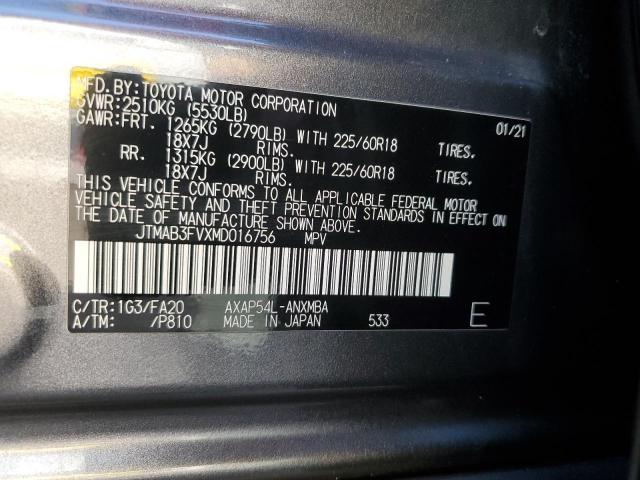 MFD.BY:TOYOTA MOTOR CORPORATION
GVWR:2510KG (5530LB) 01/21
GAWR:FRT. 1265KG (2790LB) WITH 225/60R18 TIRES.
18X7J RIMS.
RR. 1315KG (2900LB) WITH 225/60R18 TIRES.
18X7J RIMS.
THIS VEHICLE CONFORMS TO ALL APPLICABLE FEDERAL MOTOR
VEHICLE SAFETY AND THEFT PREVENTION STANDARDS IN EFFECT ON
THE DATE OF MANUFACTURE SHOWN ABOVE.
JTMAB3FVXMD016756 MPV
C/TR:1G3/FA20 AXAP54L-ANXMBA
A/TM: /P810 MADE IN JAPAN 533 E